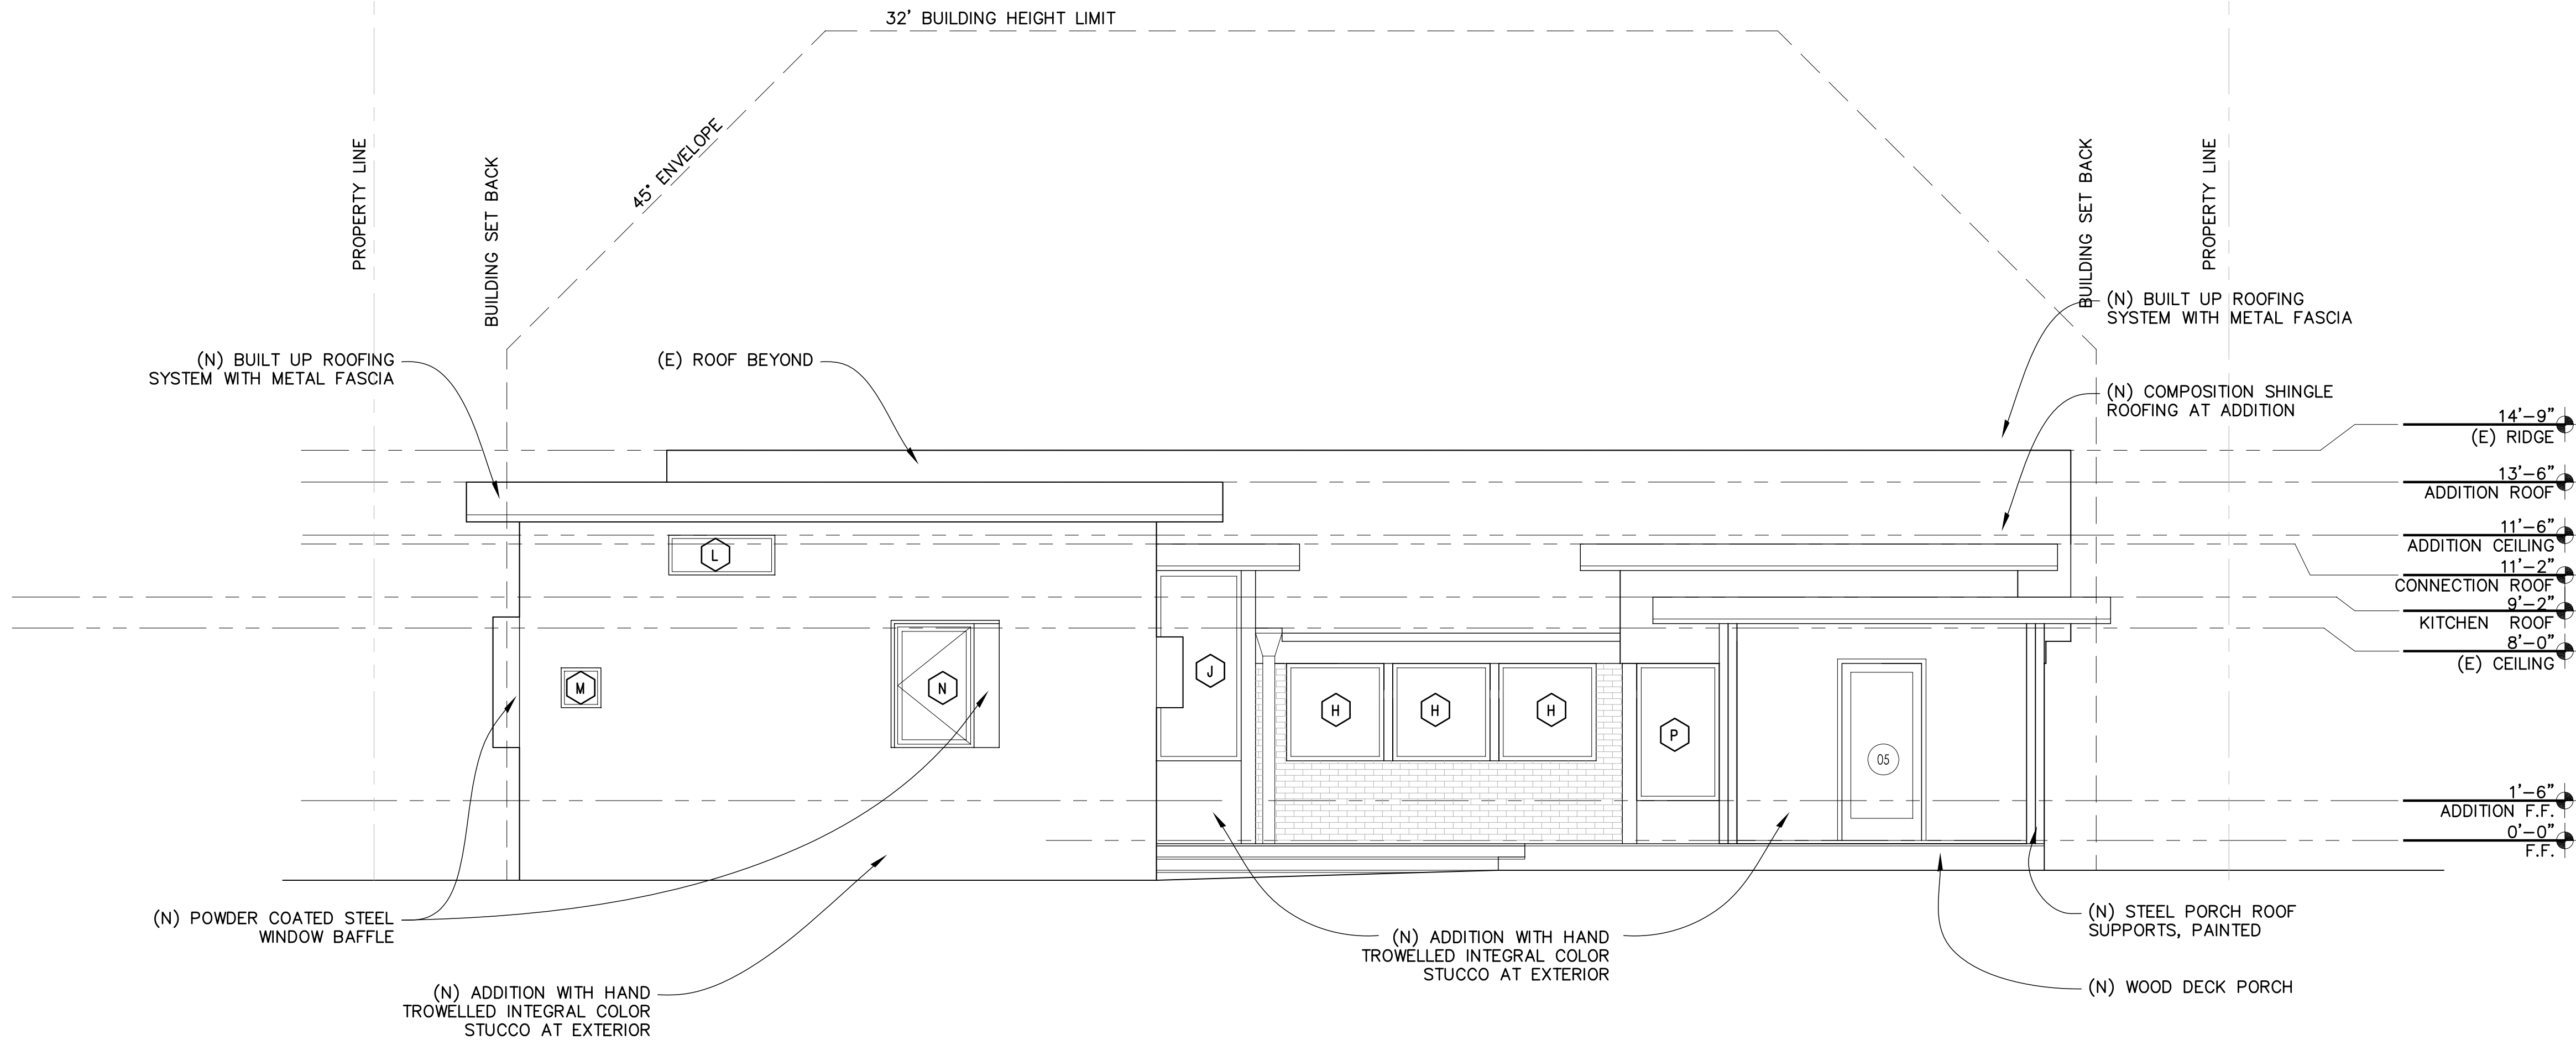 32' BUILDING HEIGHT LIMIT
45° ENVELOPE
PROPERTY LINE
BUILDING SET BACK
BUILDING SET BACK
PROPERTY LINE
(N) BUILT UP ROOFING
SYSTEM WITH METAL FASCIA
(E) ROOF BEYOND
(N) BUILT UP ROOFING
SYSTEM WITH METAL FASCIA
(N) COMPOSITION SHINGLE
ROOFING AT ADDITION
14'-9"
(E) RIDGE
13'-6"
ADDITION ROOF
11'-6"
ADDITION CEILING
11'-2"
CONNECTION ROOF
9'-2"
KITCHEN ROOF
8'-0"
(E) CEILING
1'-6"
ADDITION F.F.
0'-0"
F.F.
L
M
N
J
H
H
H
P
05
(N) POWDER COATED STEEL
WINDOW BAFFLE
(N) ADDITION WITH HAND
TROWELLED INTEGRAL COLOR
STUCCO AT EXTERIOR
(N) ADDITION WITH HAND
TROWELLED INTEGRAL COLOR
STUCCO AT EXTERIOR
(N) STEEL PORCH ROOF
SUPPORTS, PAINTED
(N) WOOD DECK PORCH